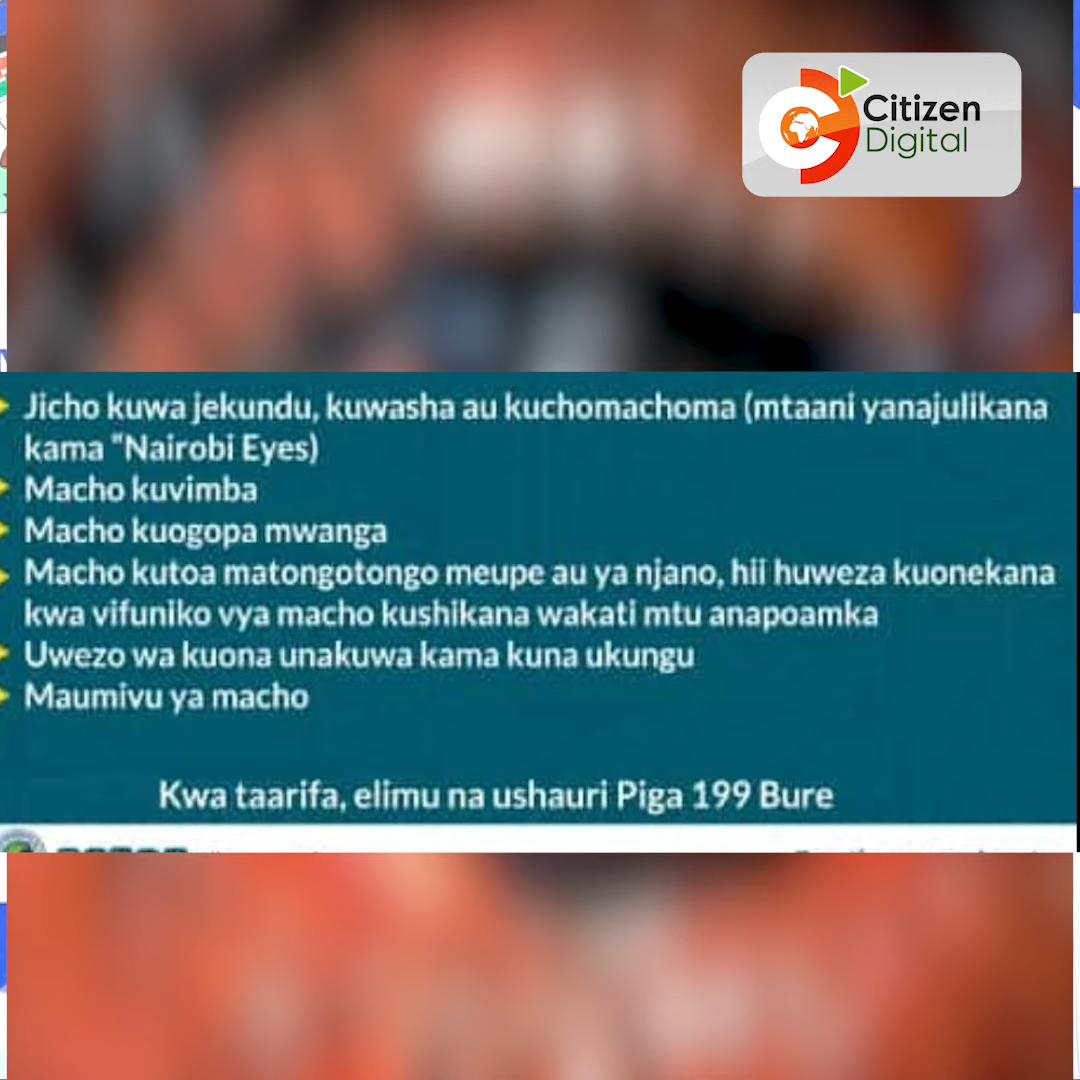 Citizen
Digital
Jicho kuwa jekundu, kuwasha au kuchomachoma (mtaani yanajulikana
kama "Nairobi Eyes)
Macho kuvimba
Macho kuogopa mwanga
Macho kutoa matongotongo meupe au ya njano, hii huweza kuonekana
kwa vifuniko vya macho kushikana wakati mtu anapoamka
Uwezo wa kuona unakuwa kama kuna ukungu
Maumivu ya macho
Kwa taarifa, elimu na ushauri Piga 199 Bure